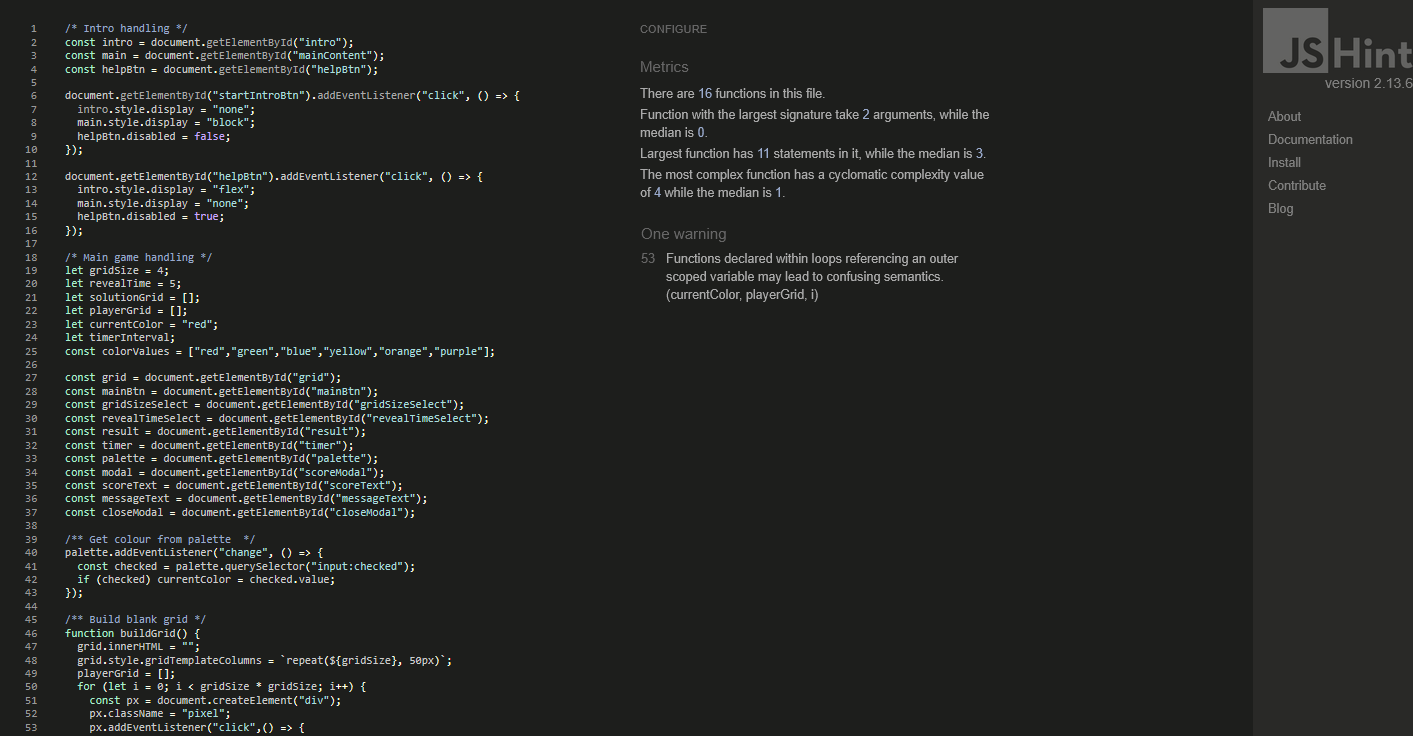 1 /* Intro handling */
2 const intro = document.getElementById("intro");
3 const main = document.getElementById("mainContent");
4 const helpBtn = document.getElementById("helpBtn");
5
6 document.getElementById("startIntroBtn").addEventListener("click", () => {
7 intro.style.display = "none";
8 main.style.display = "block";
9 helpBtn.disabled = false;
10 });
11
12 document.getElementById("helpBtn").addEventListener("click", () => {
13 intro.style.display = "flex";
14 main.style.display = "none";
15 helpBtn.disabled = true;
16 });
17
18 /* Main game handling */
19 let gridSize = 4;
20 let revealTime = 5;
21 let solutionGrid = [];
22 let playerGrid = [];
23 let currentColor = "red";
24 let timerInterval;
25 const colorValues = ["red","green","blue","yellow","orange","purple"];
26
27 const grid = document.getElementById("grid");
28 const mainBtn = document.getElementById("mainBtn");
29 const gridSizeSelect = document.getElementById("gridSizeSelect");
30 const revealTimeSelect = document.getElementById("revealTimeSelect");
31 const result = document.getElementById("result");
32 const timer = document.getElementById("timer");
33 const palette = document.getElementById("palette");
34 const modal = document.getElementById("scoreModal");
35 const scoreText = document.getElementById("scoreText");
36 const messageText = document.getElementById("messageText");
37 const closeModal = document.getElementById("closeModal");
38
39 /** Get colour from palette  */
40 palette.addEventListener("change", () => {
41 const checked = palette.querySelector("input:checked");
42 if (checked) currentColor = checked.value;
43 });
44
45 /** Build blank grid */
46 function buildGrid() {
47 grid.innerHTML = "";
48 grid.style.gridTemplateColumns = `repeat(${gridSize}, 50px)`;
49 playerGrid = [];
50 for (let i = 0; i < gridSize * gridSize; i++) {
51 const px = document.createElement("div");
52 px.className = "pixel";
53 px.addEventListener("click",() => {
CONFIGURE
Metrics
There are 16 functions in this file.
Function with the largest signature take 2 arguments, while the
median is 0.
Largest function has 11 statements in it, while the median is 3.
The most complex function has a cyclomatic complexity value
of 4 while the median is 1.
One warning
53 Functions declared within loops referencing an outer
scoped variable may lead to confusing semantics.
(currentColor, playerGrid, i)
JSHint
version 2.13.6
About
Documentation
Install
Contribute
Blog